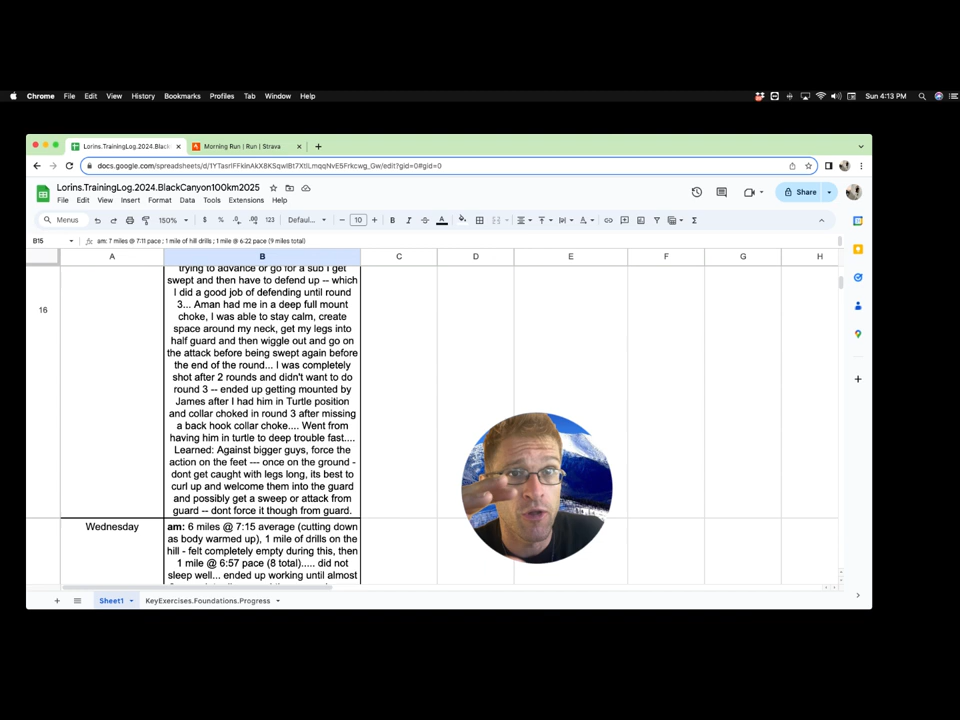 Chrome File Edit View History Bookmarks Profiles Tab Window Help Sun 4:13 PM
Lorins.TrainingLog.2024.Black Morning Run | Run | Strava
Lorins.TrainingLog.2024.BlackCanyon100km2025
File Edit View Insert Format Data Tools Extensions Help
Share
Menus 150% $ % .0 .00 123 Defaul... 10 B I A
B15 fx am: 7 miles @ 7:11 pace ; 1 mile of hill drills ; 1 mile @ 6:22 pace (9 miles total)
A B C D E F G H
16
trying to advance or go for a sub I get
swept and then have to defend up -- which
I did a good job of defending until round
3... Aman had me in a deep full mount
choke, I was able to stay calm, create
space around my neck, get my legs into
half guard and then wiggle out and go on
the attack before being swept again before
the end of the round... I was completely
shot after 2 rounds and didn't want to do
round 3 -- ended up getting mounted by
James after I had him in Turtle position
and collar choked in round 3 after missing
a back hook collar choke.... Went from
having him in turtle to deep trouble fast....
Learned: Against bigger guys, force the
action on the feet --- once on the ground -
dont get caught with legs long, its best to
curl up and welcome them into the guard
and possibly get a sweep or attack from
guard -- dont force it though from guard.
Wednesday
am: 6 miles @ 7:15 average (cutting down
as body warmed up), 1 mile of drills on the
hill - felt completely empty during this, then
1 mile @ 6:57 pace (8 total)..... did not
sleep well... ended up working until almost
Sheet1 KeyExercises.Foundations.Progress